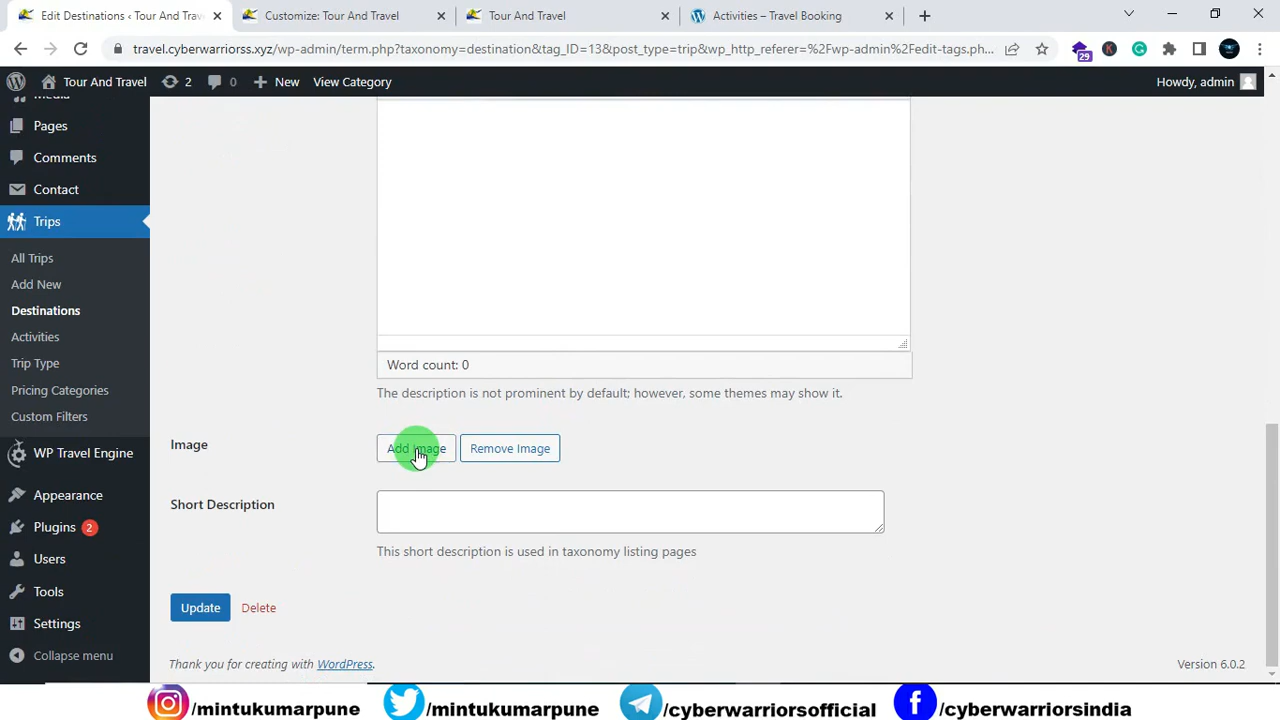 Edit Destinations ‹ Tour And Trav
Customize: Tour And Travel
Tour And Travel
Activities – Travel Booking
travel.cyberwarriorss.xyz/wp-admin/term.php?taxonomy=destination&tag_ID=13&post_type=trip&wp_http_referer=%2Fwp-admin%2Fedit-tags.ph...
29
Tour And Travel
2
0
New
View Category
Howdy, admin
Media
Pages
Comments
Contact
Trips
All Trips
Add New
Destinations
Activities
Trip Type
Pricing Categories
Custom Filters
WP Travel Engine
Appearance
Plugins 2
Users
Tools
Settings
Collapse menu
Word count: 0
The description is not prominent by default; however, some themes may show it.
Image
Add Image
Remove Image
Short Description
This short description is used in taxonomy listing pages
Update
Delete
Thank you for creating with WordPress.
Version 6.0.2
/mintukumarpune
/mintukumarpune
/cyberwarriorsofficial
/cyberwarriorsindia